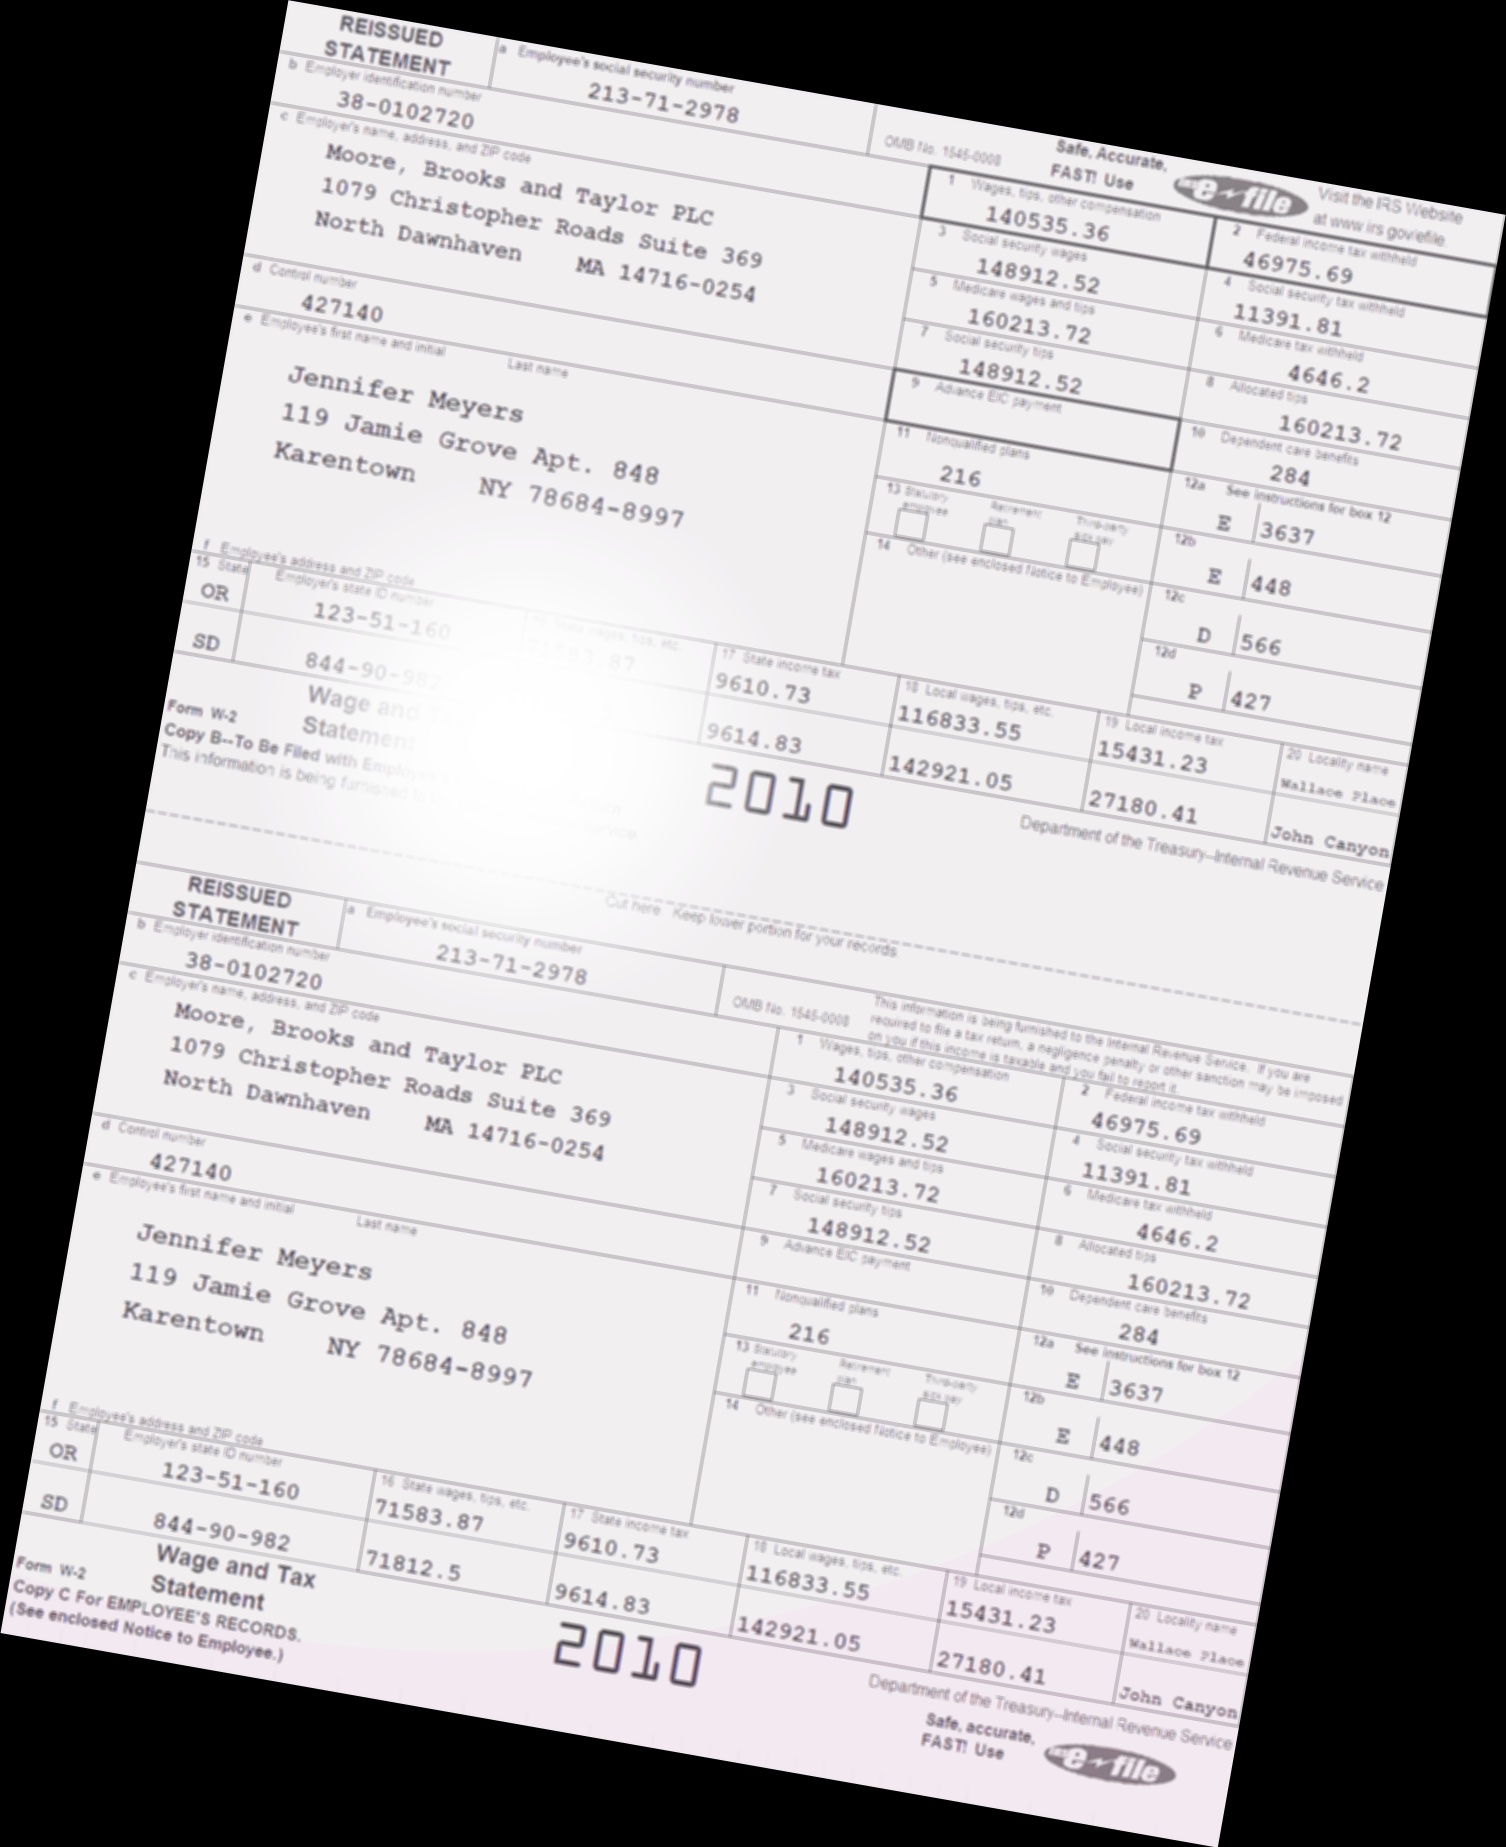 REISSUED
STATEMENT
a Employee's social security number
213-71-2978
OMB No. 1545-0008
Safe, Accurate,
FAST! Use
IRS e-file
Visit the IRS Website
at www.irs.gov/efile.
b Employer identification number
38-0102720
c Employer's name, address, and ZIP code
Moore, Brooks and Taylor PLC
1079 Christopher Roads Suite 369
North Dawnhaven MA 14716-0254
1 Wages, tips, other compensation
140535.36
2 Federal income tax withheld
46975.69
3 Social security wages
148912.52
4 Social security tax withheld
11391.81
5 Medicare wages and tips
160213.72
6 Medicare tax withheld
4646.2
d Control number
427140
7 Social security tips
148912.52
8 Allocated tips
160213.72
e Employee's first name and initial Last name
Jennifer Meyers
119 Jamie Grove Apt. 848
Karentown NY 78684-8997
9 Advance EIC payment
10 Dependent care benefits
284
11 Nonqualified plans
216
12a See instructions for box 12
E 3637
13 Statutory employee Retirement plan Third-party sick pay
12b
E 448
14 Other (see enclosed Notice to Employee)
12c
D 566
12d
P 427
f Employee's address and ZIP code
15 State Employer's state ID number
16 State wages, tips, etc.
17 State income tax
18 Local wages, tips, etc.
19 Local income tax
20 Locality name
OR 123-51-160 71583.87 9610.73 116833.55 15431.23 Wallace Place
SD 844-90-982 9614.83 142921.05 27180.41 John Canyon
Form W-2
Wage and
Statement
2010
Department of the Treasury--Internal Revenue Service
Copy B--To Be Filed with Employee's
This information is being furnished
Cut here Keep lower portion for your records.
REISSUED
STATEMENT
a Employee's social security number
213-71-2978
OMB No. 1545-0008
This information is being furnished to the Internal Revenue Service. If you are
required to file a tax return, a negligence penalty or other sanction may be imposed
on you if this income is taxable and you fail to report it.
b Employer identification number
38-0102720
c Employer's name, address, and ZIP code
Moore, Brooks and Taylor PLC
1079 Christopher Roads Suite 369
North Dawnhaven MA 14716-0254
1 Wages, tips, other compensation
140535.36
2 Federal income tax withheld
46975.69
3 Social security wages
148912.52
4 Social security tax withheld
11391.81
5 Medicare wages and tips
160213.72
6 Medicare tax withheld
4646.2
d Control number
427140
7 Social security tips
148912.52
8 Allocated tips
160213.72
e Employee's first name and initial Last name
Jennifer Meyers
119 Jamie Grove Apt. 848
Karentown NY 78684-8997
9 Advance EIC payment
10 Dependent care benefits
284
11 Nonqualified plans
216
12a See instructions for box 12
E 3637
13 Statutory employee Retirement plan Third-party sick pay
12b
E 448
14 Other (see enclosed Notice to Employee)
12c
D 566
12d
P 427
f Employee's address and ZIP code
15 State Employer's state ID number
16 State wages, tips, etc.
17 State income tax
18 Local wages, tips, etc.
19 Local income tax
20 Locality name
OR 123-51-160 71583.87 9610.73 116833.55 15431.23 Wallace Place
SD 844-90-982 71812.5 9614.83 142921.05 27180.41 John Canyon
Form W-2
Wage and Tax
Statement
2010
Department of the Treasury--Internal Revenue Service
Copy C For EMPLOYEE'S RECORDS.
(See enclosed Notice to Employee.)
Safe, accurate,
FAST! Use
IRS e-file